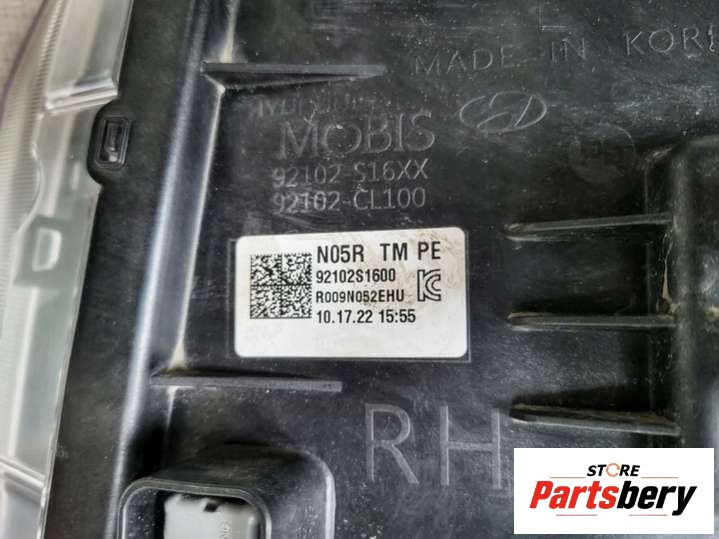 MADE IN KOR
MOBIS
92102-S16XX
92102-CL100
N05R TM PE
92102S1600
R009N052EHU
10.17.22 15:55
RH
STORE
Partsbery